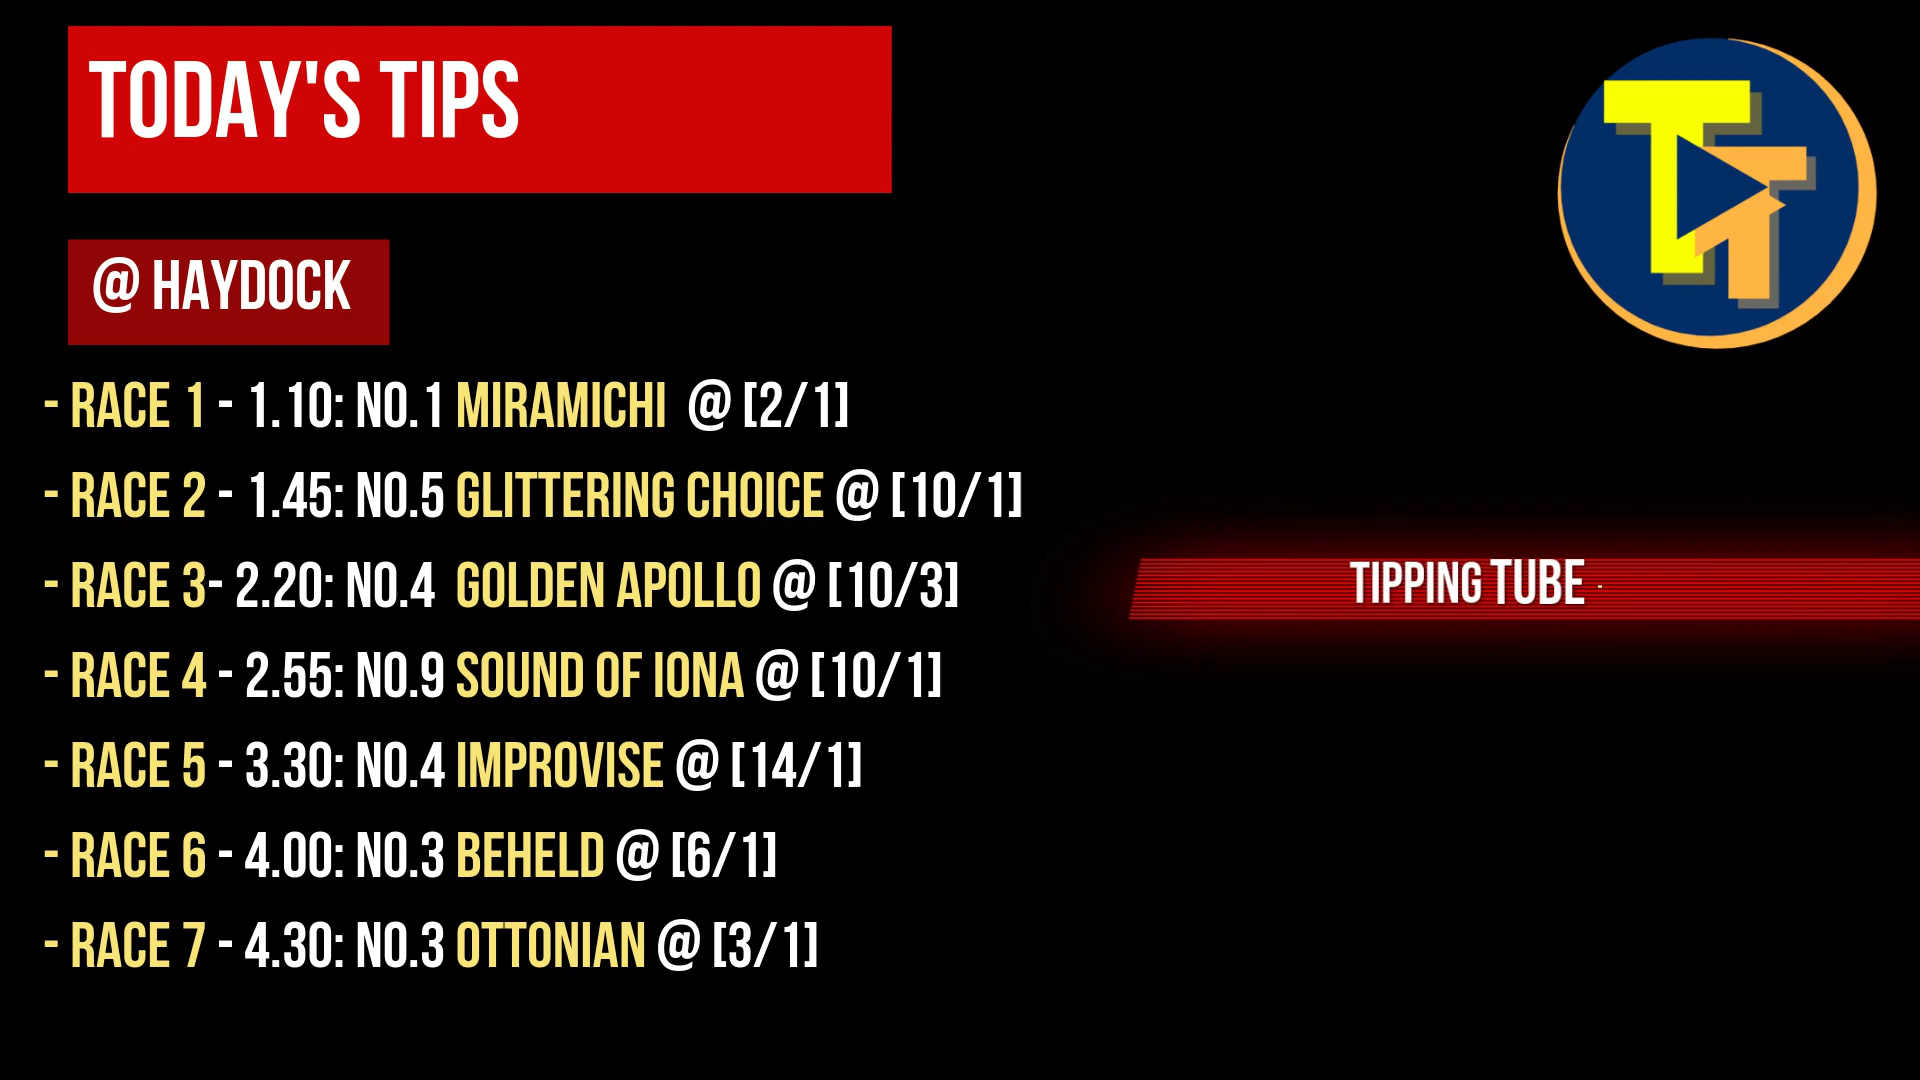 TODAY'S TIPS
@ HAYDOCK
- RACE 1 - 1.10: NO.1 MIRAMICHI @ [2/1]
- RACE 2 - 1.45: NO.5 GLITTERING CHOICE @ [10/1]
- RACE 3- 2.20: NO.4 GOLDEN APOLLO @ [10/3]
- RACE 4 - 2.55: NO.9 SOUND OF IONA @ [10/1]
- RACE 5 - 3.30: NO.4 IMPROVISE @ [14/1]
- RACE 6 - 4.00: NO.3 BEHELD @ [6/1]
- RACE 7 - 4.30: NO.3 OTTONIAN @ [3/1]
TT
TIPPING TUBE -